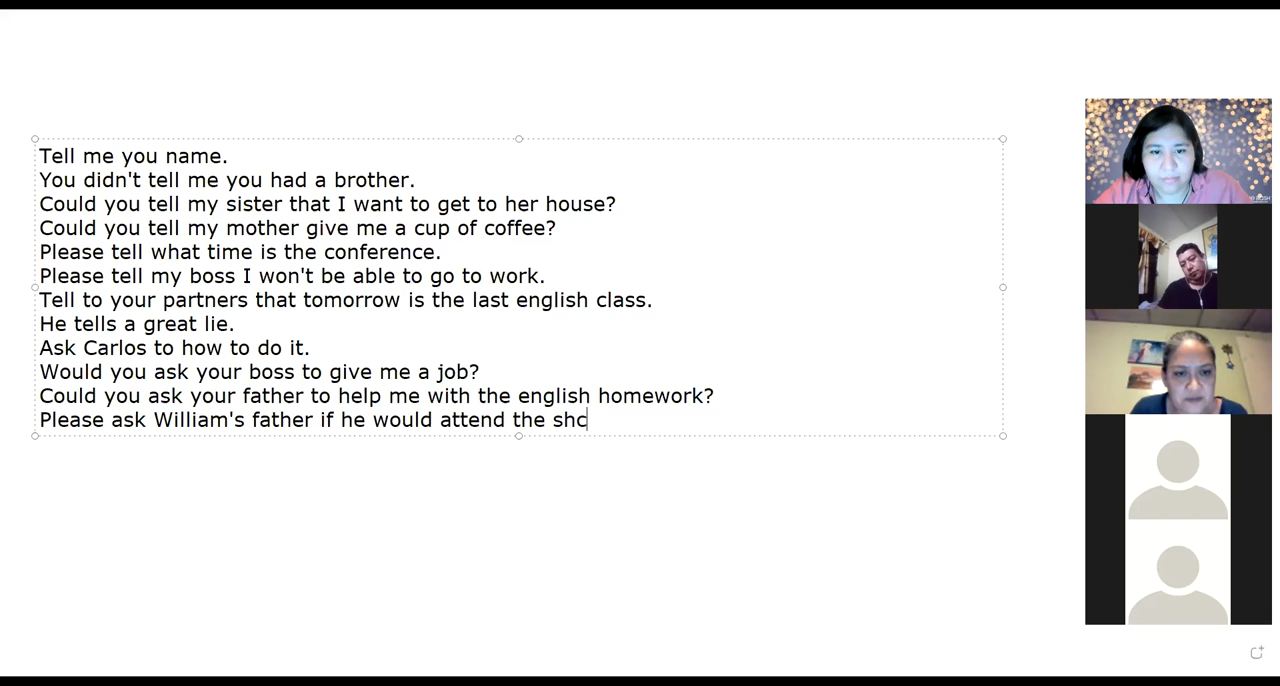 Tell me you name.
You didn't tell me you had a brother.
Could you tell my sister that I want to get to her house?
Could you tell my mother give me a cup of coffee?
Please tell what time is the conference.
Please tell my boss I won't be able to go to work.
Tell to your partners that tomorrow is the last english class.
He tells a great lie.
Ask Carlos to how to do it.
Would you ask your boss to give me a job?
Could you ask your father to help me with the english homework?
Please ask William's father if he would attend the shc